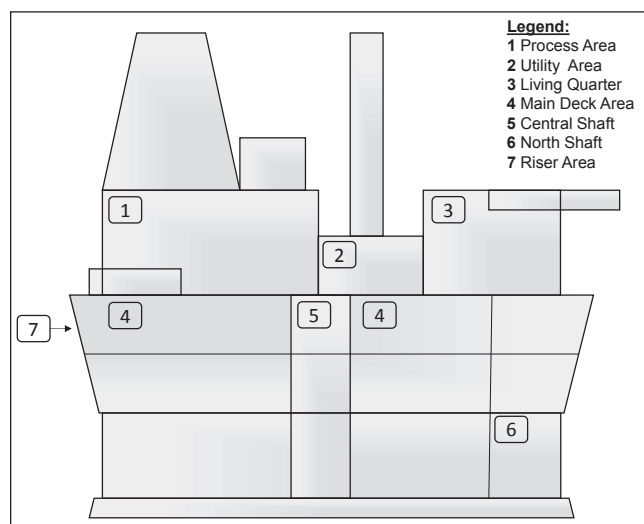 Legend:
1 Process Area
2 Utility Area
3 Living Quarter
4 Main Deck Area
5 Central Shaft
6 North Shaft
7 Riser Area
1
3
2
4
5
4
7
6